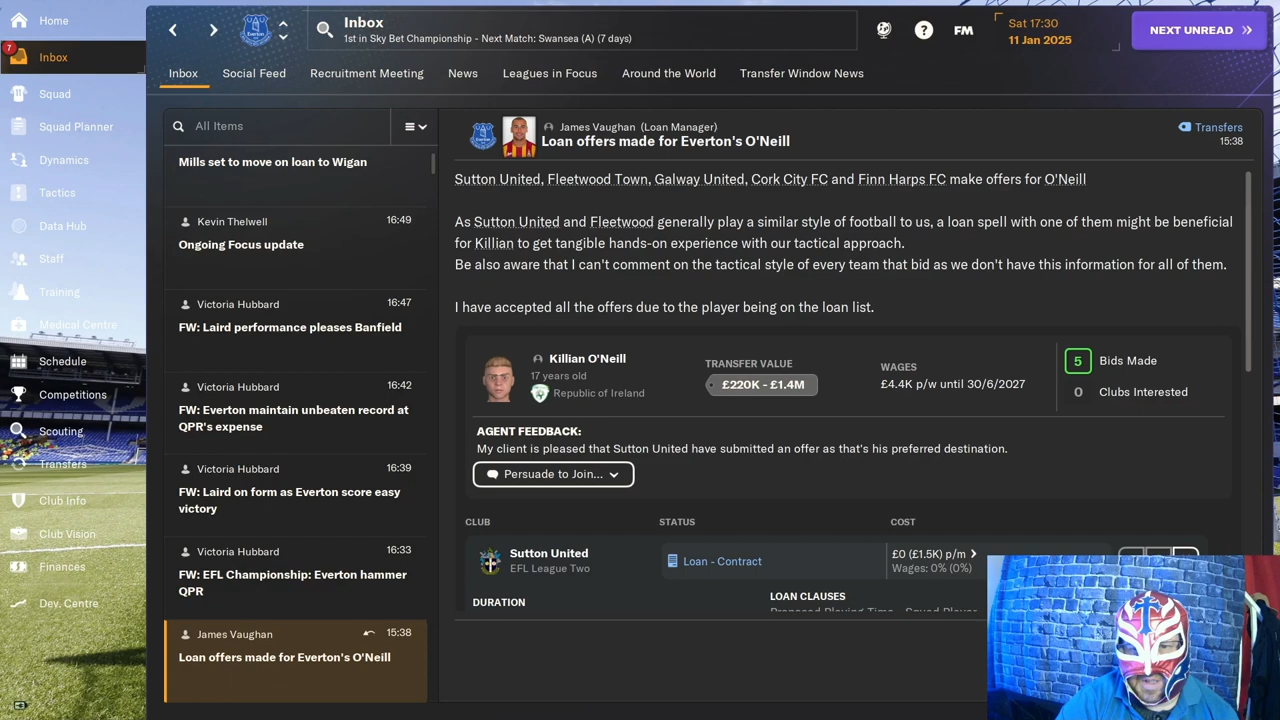 Home
7
Inbox
Squad
Squad Planner
Dynamics
Tactics
Data Hub
Staff
Training
Medical Centre
Schedule
Competitions
Scouting
Transfers
Club Info
Club Vision
Finances
Dev. Centre
Inbox
1st in Sky Bet Championship - Next Match: Swansea (A) (7 days)
?
FM
Sat 17:30
11 Jan 2025
NEXT UNREAD
Inbox
Social Feed
Recruitment Meeting
News
Leagues in Focus
Around the World
Transfer Window News
All Items
Mills set to move on loan to Wigan
Kevin Thelwell 16:49
Ongoing Focus update
Victoria Hubbard 16:47
FW: Laird performance pleases Banfield
Victoria Hubbard 16:42
FW: Everton maintain unbeaten record at
QPR's expense
Victoria Hubbard 16:39
FW: Laird on form as Everton score easy
victory
Victoria Hubbard 16:33
FW: EFL Championship: Everton hammer
QPR
James Vaughan 15:38
Loan offers made for Everton's O'Neill
James Vaughan (Loan Manager)
Loan offers made for Everton's O'Neill
Transfers
15:38
Sutton United, Fleetwood Town, Galway United, Cork City FC and Finn Harps FC make offers for O'Neill
As Sutton United and Fleetwood generally play a similar style of football to us, a loan spell with one of them might be beneficial
for Killian to get tangible hands-on experience with our tactical approach.
Be also aware that I can't comment on the tactical style of every team that bid as we don't have this information for all of them.
I have accepted all the offers due to the player being on the loan list.
Killian O'Neill
17 years old
Republic of Ireland
TRANSFER VALUE
£220K - £1.4M
WAGES
£4.4K p/w until 30/6/2027
5 Bids Made
0 Clubs Interested
AGENT FEEDBACK:
My client is pleased that Sutton United have submitted an offer as that's his preferred destination.
Persuade to Join...
CLUB STATUS COST
Sutton United
EFL League Two
Loan - Contract
£0 (£1.5K) p/m
Wages: 0% (0%)
DURATION
LOAN CLAUSES
Proposed Playing Time - Squad Player